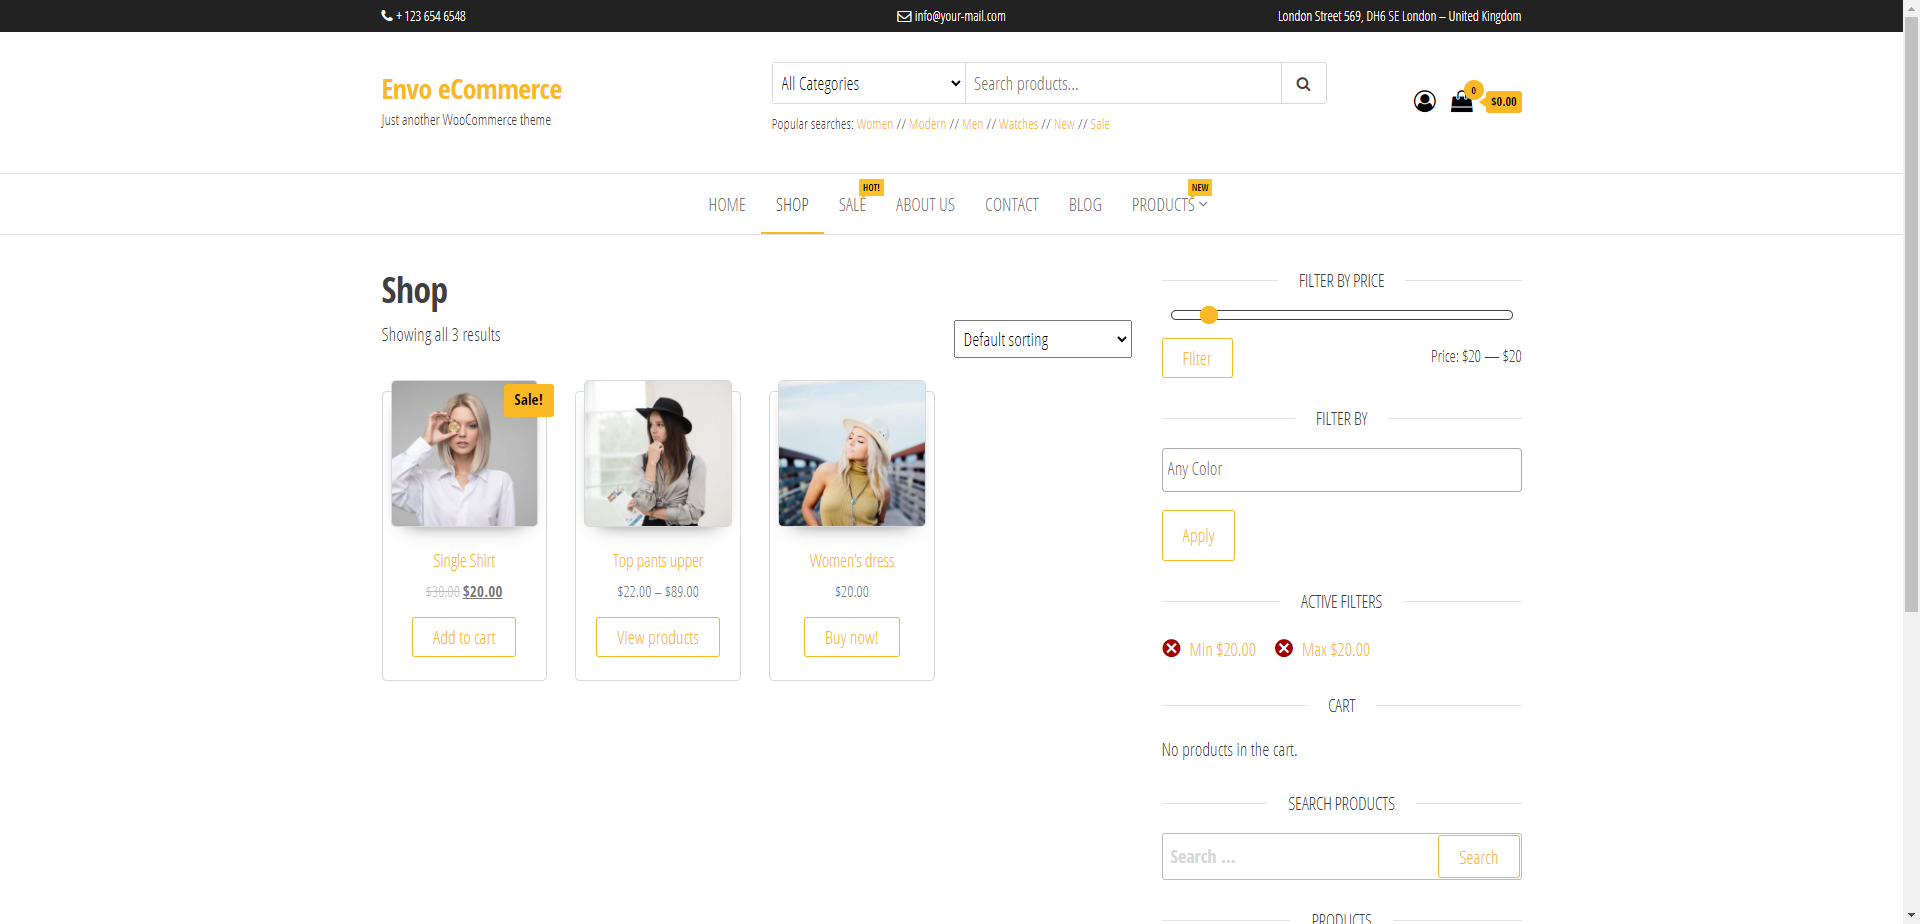 + 123 654 6548
info@your-mail.com
London Street 569, DH6 SE London – United Kingdom
Envo eCommerce
Just another WooCommerce theme
All Categories
Search products...
Popular searches: Women // Modern // Men // Watches // New // Sale
0
$0.00
HOME
SHOP
SALE
HOT!
ABOUT US
CONTACT
BLOG
PRODUCTS
NEW
Shop
Showing all 3 results
Default sorting
Sale!
Single Shirt
$30.00 $20.00
Add to cart
Top pants upper
$22.00 – $89.00
View products
Women’s dress
$20.00
Buy now!
FILTER BY PRICE
Filter
Price: $20 — $20
FILTER BY
Any Color
Apply
ACTIVE FILTERS
Min $20.00
Max $20.00
CART
No products in the cart.
SEARCH PRODUCTS
Search …
Search
PRODUCTS